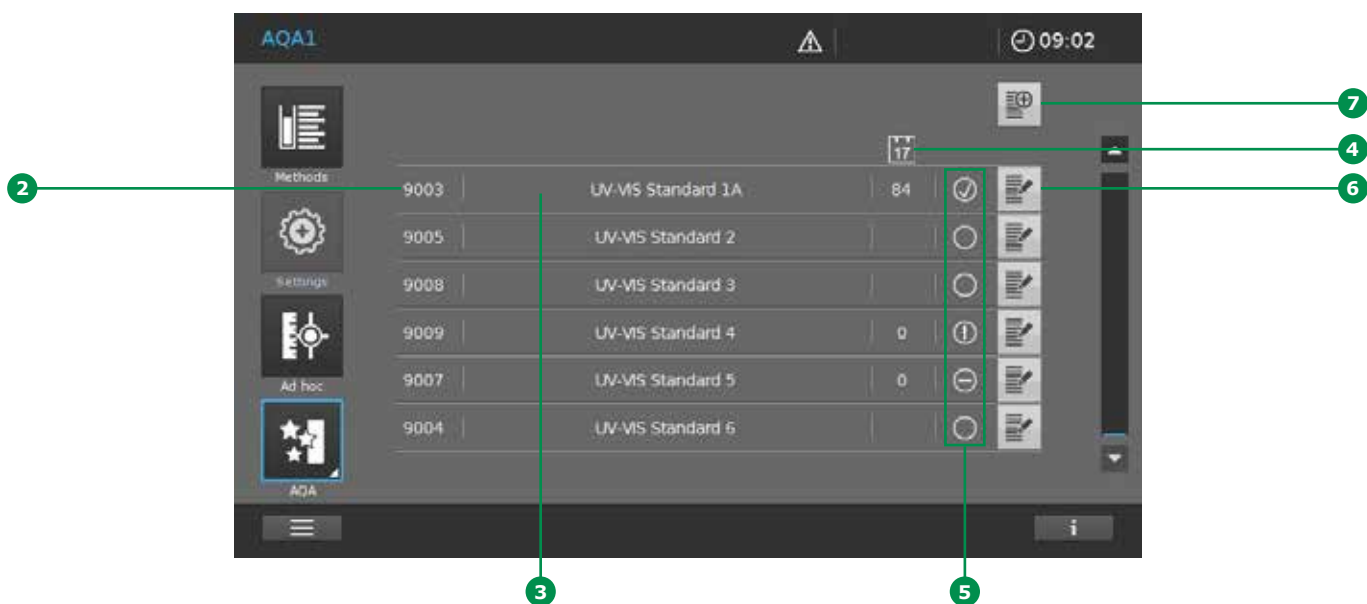 AQA1 09:02
7
17 4
Methods
2 9003 UV-VIS Standard 1A 84 6
9005 UV-VIS Standard 2
Settings
9008 UV-VIS Standard 3
9009 UV-VIS Standard 4 0
Ad hoc
9007 UV-VIS Standard 5 0
9004 UV-VIS Standard 6
AQA
i
3 5